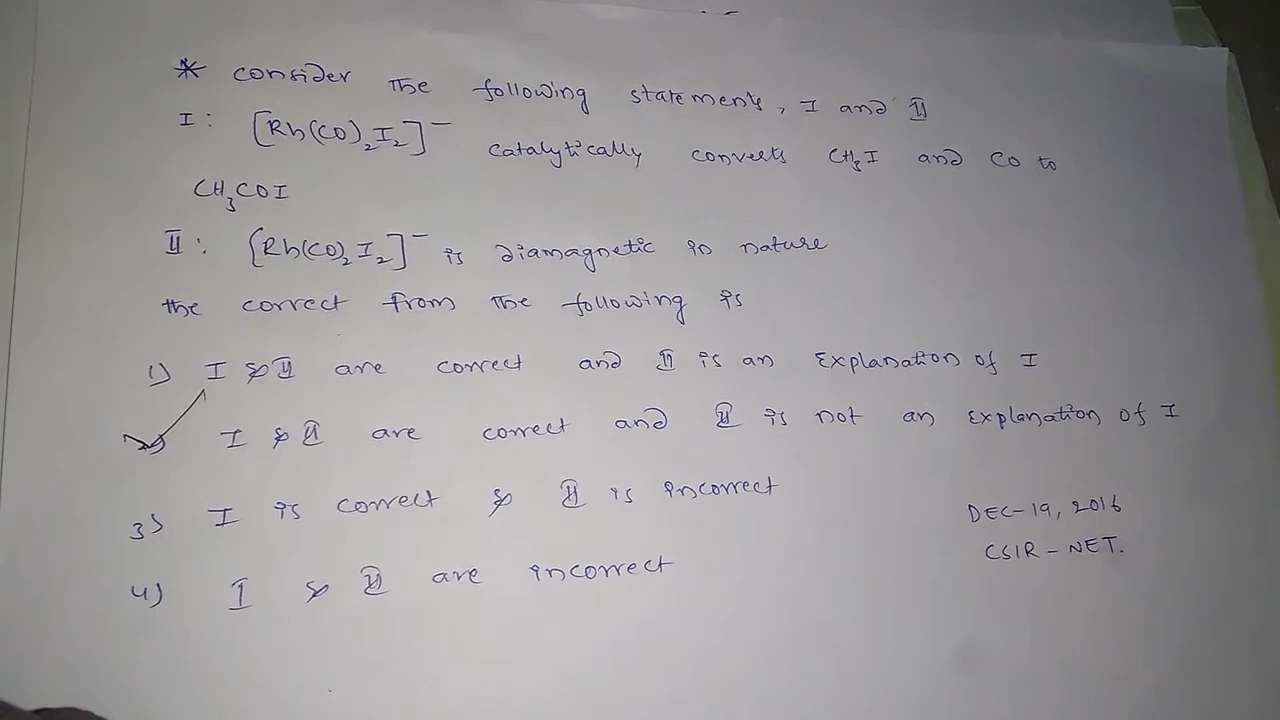 * consider the following statements, I and II
I : [Rh(CO)₂I₂]⁻ catalytically converts CH₃I and CO to
CH₃COI
II : [Rh(CO)₂I₂]⁻ is diamagnetic in nature
the correct from the following is
1) I & II are correct and II is an Explanation of I
I & II are correct and II is not an explanation of I
3) I is correct & II is incorrect
4) I & II are incorrect
DEC-19, 2016
CSIR - NET.